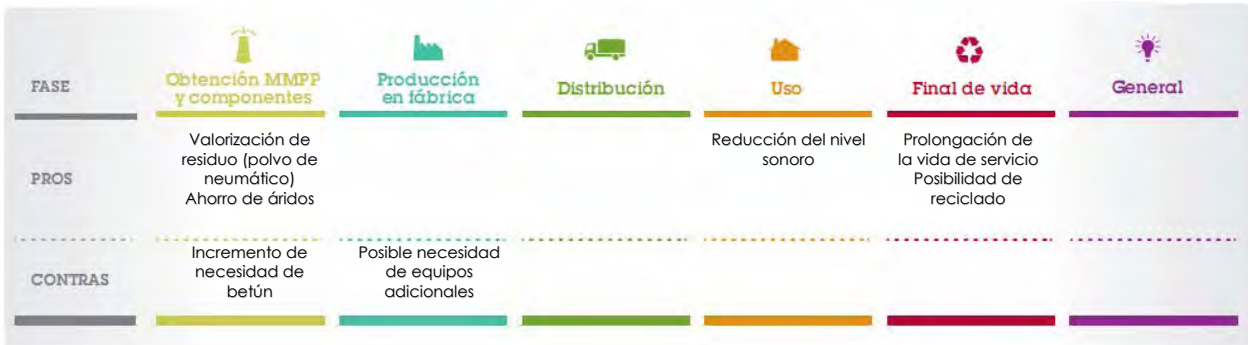 FASE
Obtención MMPP
y componentes
Producción
en fábrica
Distribución
Uso
Final de vida
General
PROS
Valorización de
residuo (polvo de
neumático)
Ahorro de áridos
Reducción del nivel
sonoro
Prolongación de
la vida de servicio
Posibilidad de
reciclado
CONTRAS
Incremento de
necesidad de
betún
Posible necesidad
de equipos
adicionales